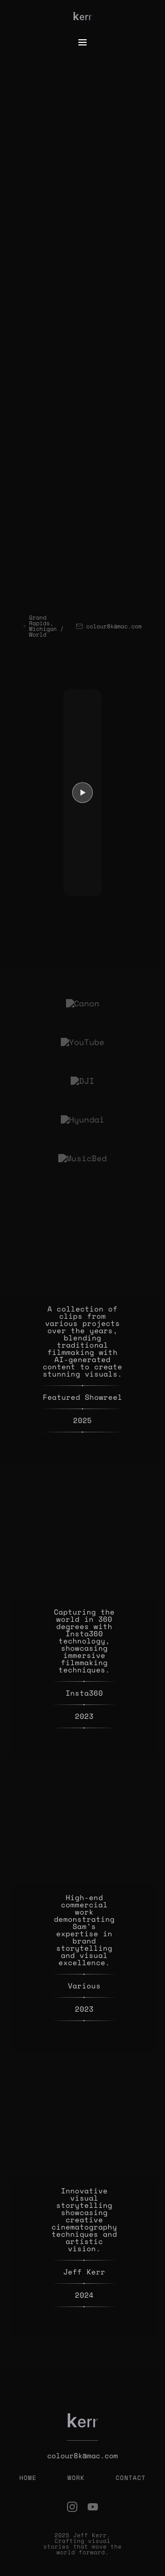 kerr
Grand
Rapids,
Michigan /
World
colour8k@mac.com
Canon
YouTube
DJI
Hyundai
MusicBed
A collection of
clips from
various projects
over the years,
blending
traditional
filmmaking with
AI-generated
content to create
stunning visuals.
Featured Showreel
2025
Capturing the
world in 360
degrees with
Insta360
technology,
showcasing
immersive
filmmaking
techniques.
Insta360
2023
High-end
commercial
work
demonstrating
Sam's
expertise in
brand
storytelling
and visual
excellence.
Various
2023
Innovative
visual
storytelling
showcasing
creative
cinematography
techniques and
artistic
vision.
Jeff Kerr
2024
kerr
colour8k@mac.com
HOME WORK CONTACT
2025 Jeff Kerr.
Crafting visual
stories that move the
world forward.